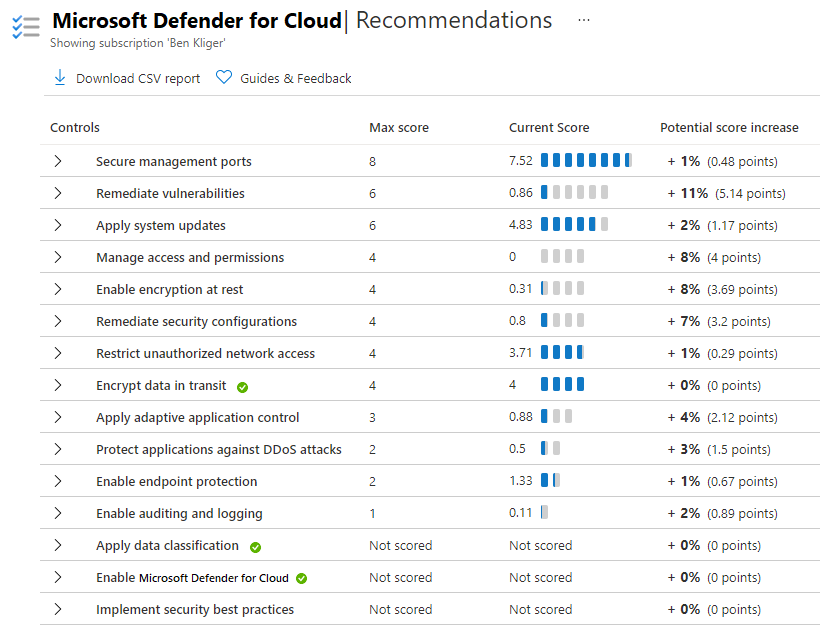 Microsoft Defender for Cloud| Recommendations ...
Showing subscription 'Ben Kliger'
Download CSV report Guides & Feedback
Controls Max score Current Score Potential score increase
Secure management ports 8 7.52 + 1% (0.48 points)
Remediate vulnerabilities 6 0.86 + 11% (5.14 points)
Apply system updates 6 4.83 + 2% (1.17 points)
Manage access and permissions 4 0 + 8% (4 points)
Enable encryption at rest 4 0.31 + 8% (3.69 points)
Remediate security configurations 4 0.8 + 7% (3.2 points)
Restrict unauthorized network access 4 3.71 + 1% (0.29 points)
Encrypt data in transit 4 4 + 0% (0 points)
Apply adaptive application control 3 0.88 + 4% (2.12 points)
Protect applications against DDoS attacks 2 0.5 + 3% (1.5 points)
Enable endpoint protection 2 1.33 + 1% (0.67 points)
Enable auditing and logging 1 0.11 + 2% (0.89 points)
Apply data classification Not scored Not scored + 0% (0 points)
Enable Microsoft Defender for Cloud Not scored Not scored + 0% (0 points)
Implement security best practices Not scored Not scored + 0% (0 points)